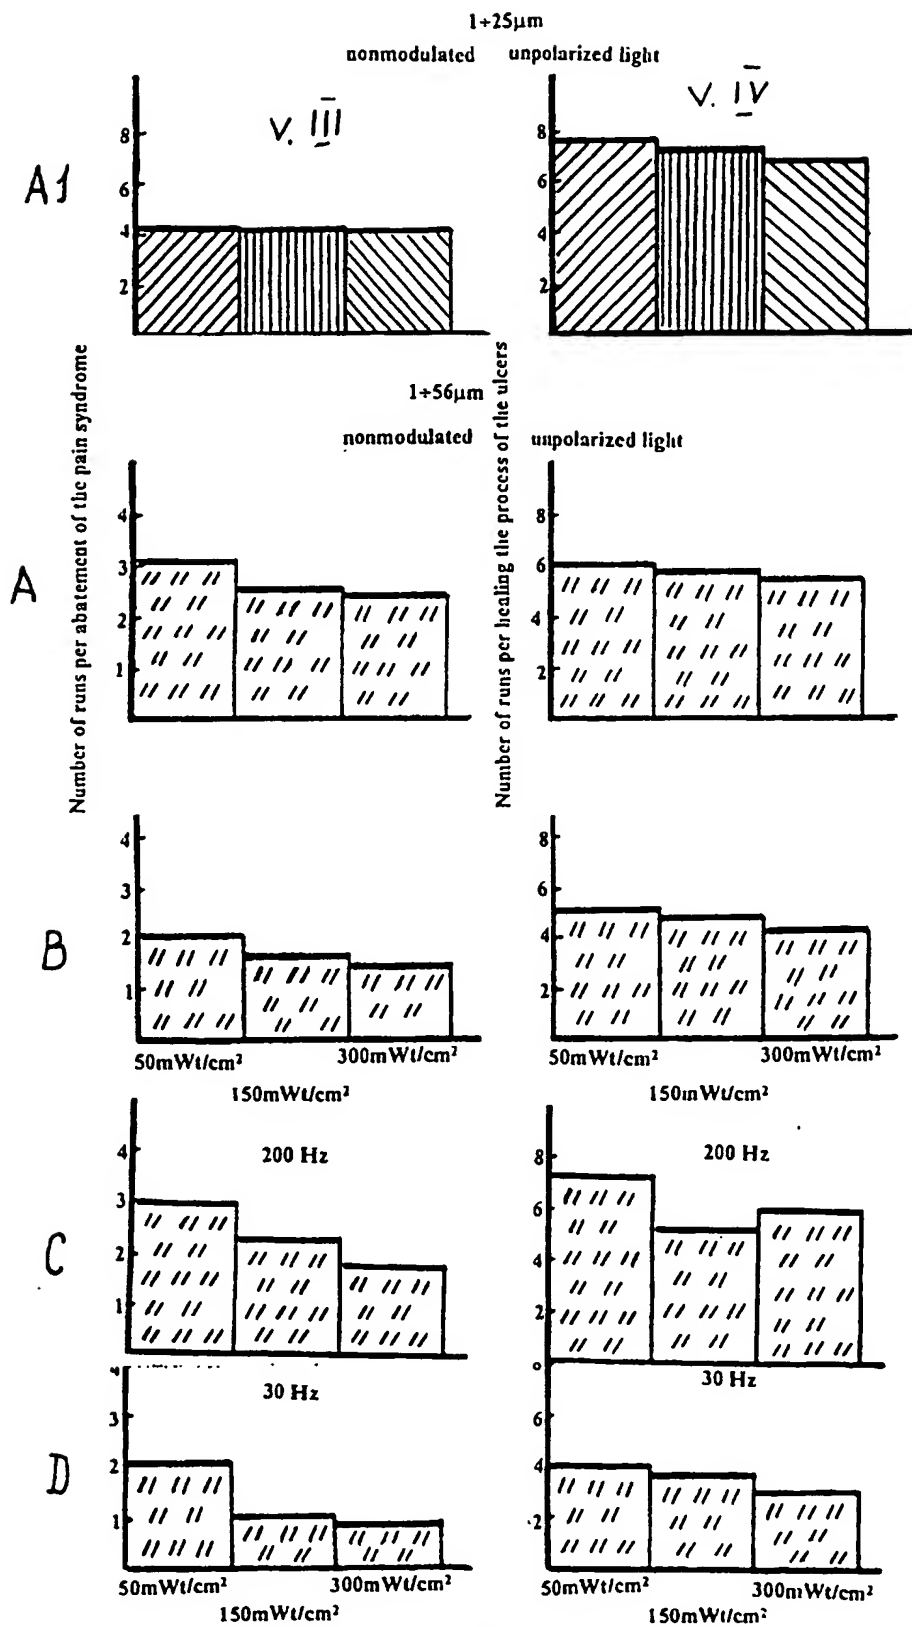 1÷25µm
nonmodulated unpolarized light
V. III
V. IV
A1
8
6
4
2
8
6
4
2
Number of runs per abatement of the pain syndrome
Number of runs per healing the process of the ulcers
1÷56µm
nonmodulated unpolarized light
A
4
3
2
1
8
6
4
2
B
4
3
2
1
8
6
4
2
50mWt/cm² 300mWt/cm²
150mWt/cm²
50mWt/cm² 300mWt/cm²
150mWt/cm²
C
200 Hz
4
3
2
1
200 Hz
8
6
4
2
D
30 Hz
4
3
2
1
30 Hz
6
4
2
50mWt/cm² 300mWt/cm²
150mWt/cm²
50mWt/cm² 300mWt/cm²
150mWt/cm²